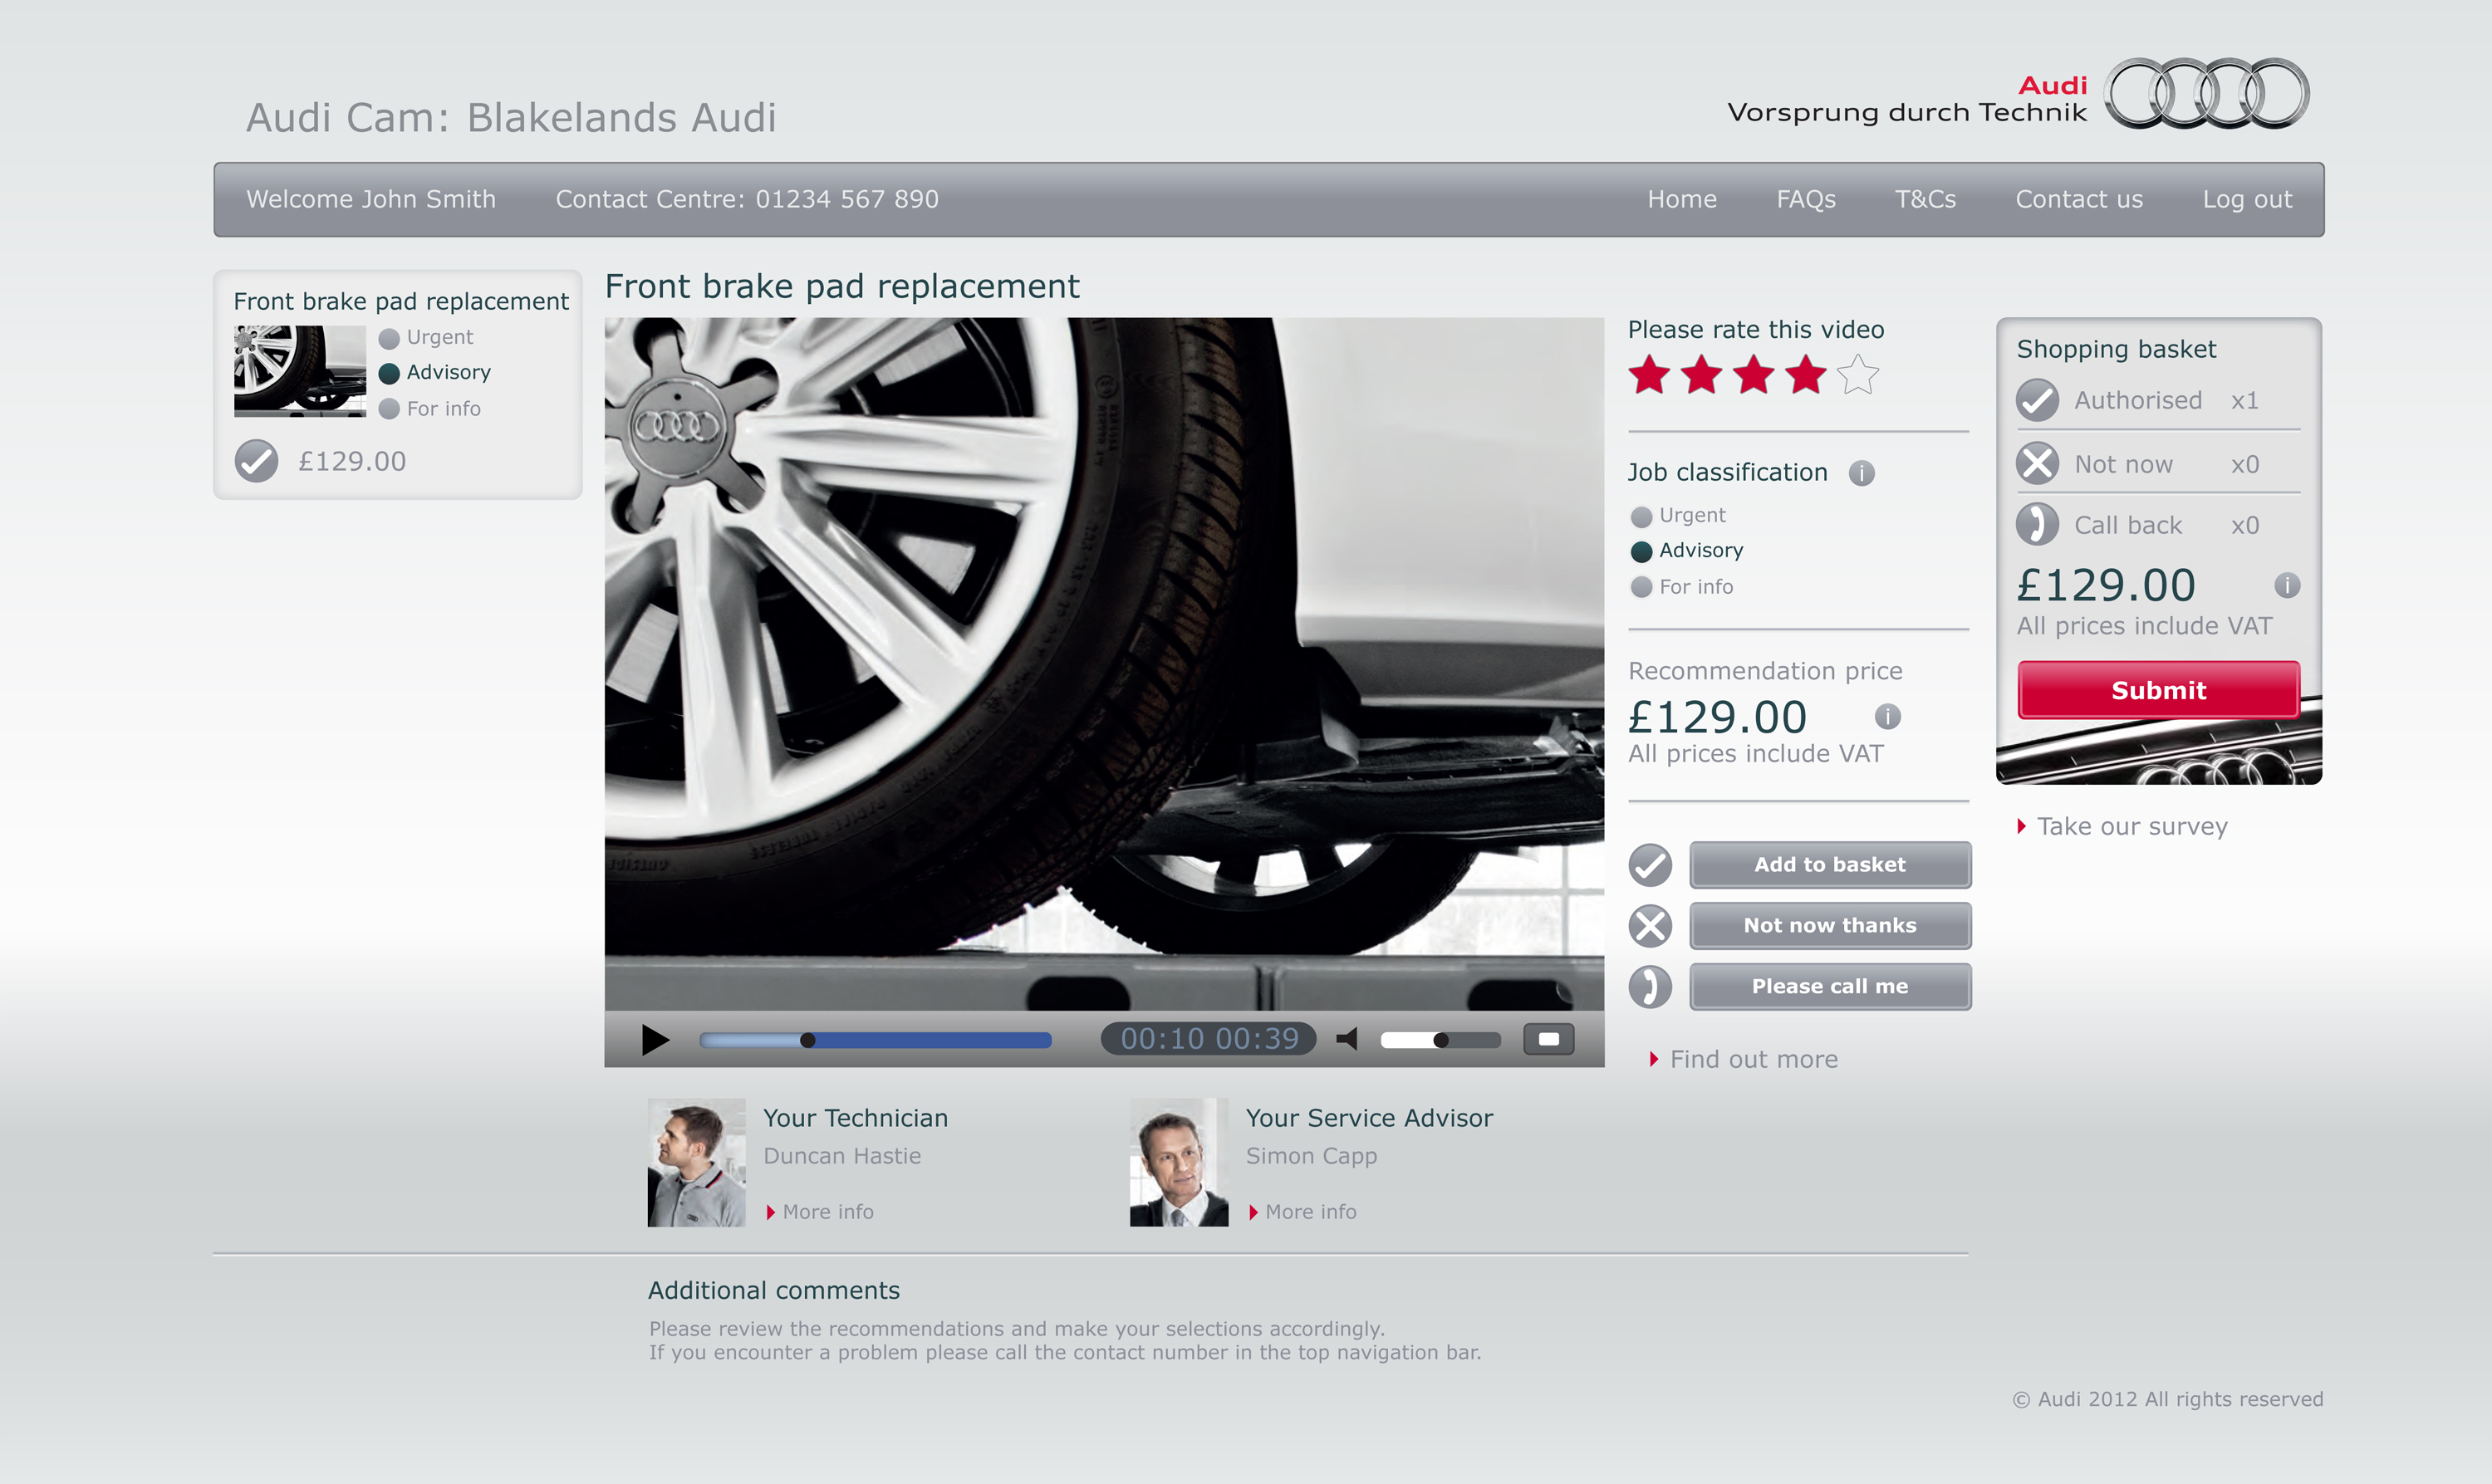 Audi
Vorsprung durch Technik
Audi Cam: Blakelands Audi
Welcome John Smith
Contact Centre: 01234 567 890
Home
FAQs
T&Cs
Contact us
Log out
Front brake pad replacement
Urgent
Advisory
For info
£129.00
Front brake pad replacement
00:10 00:39
Please rate this video
Job classification
i
Urgent
Advisory
For info
Recommendation price
£129.00
i
All prices include VAT
Add to basket
Not now thanks
Please call me
Find out more
Shopping basket
Authorised x1
Not now x0
Call back x0
£129.00
i
All prices include VAT
Submit
Take our survey
Your Technician
Duncan Hastie
More info
Your Service Advisor
Simon Capp
More info
Additional comments
Please review the recommendations and make your selections accordingly.
If you encounter a problem please call the contact number in the top navigation bar.
© Audi 2012 All rights reserved